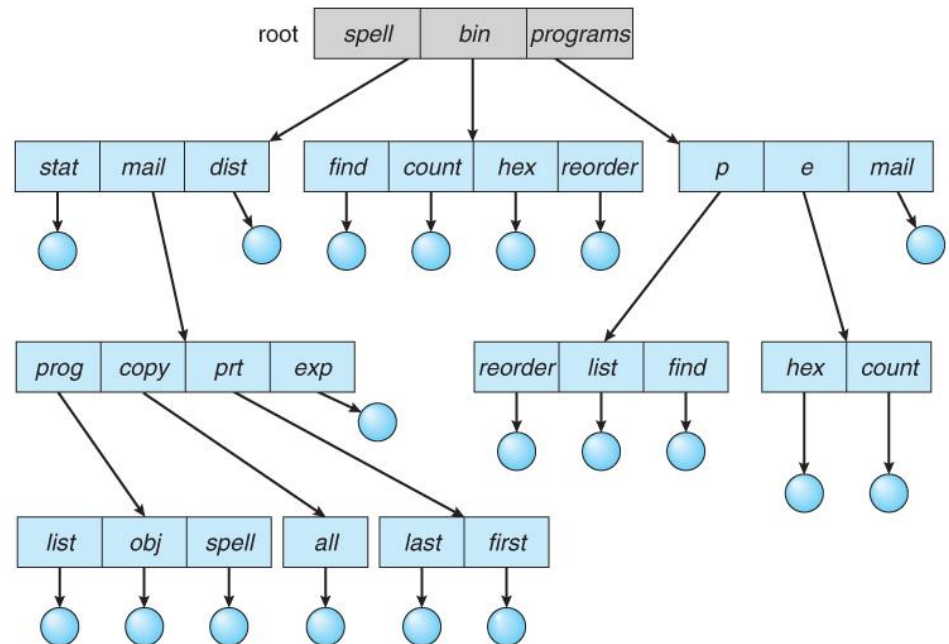 root spell bin programs
stat mail dist find count hex reorder p e mail
prog copy prt exp reorder list find hex count
list obj spell all last first